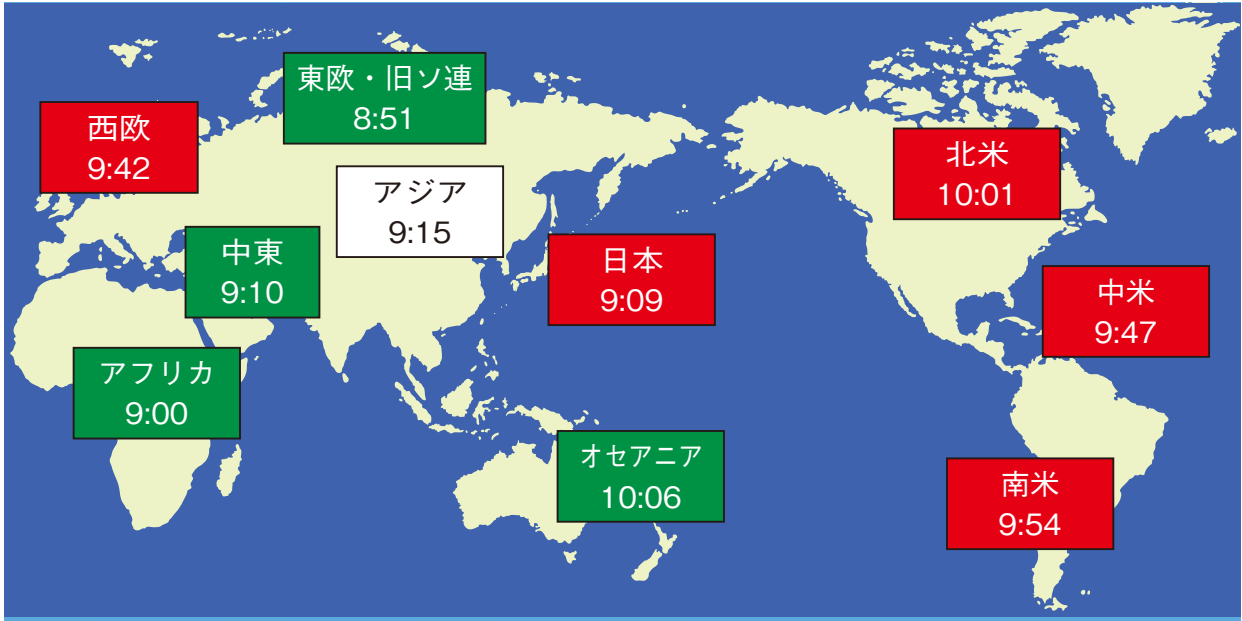 東欧・旧ソ連
8:51
西欧
9:42
北米
10:01
アジア
9:15
中東
9:10
日本
9:09
中米
9:47
アフリカ
9:00
オセアニア
10:06
南米
9:54